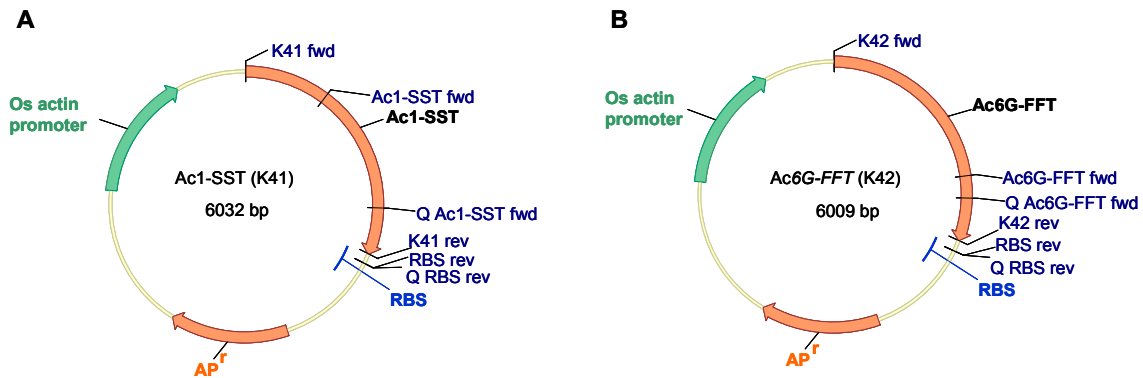 A
K41 fwd
Ac1-SST fwd
Ac1-SST
Os actin
promoter
Ac1-SST (K41)
6032 bp
Q Ac1-SST fwd
K41 rev
RBS rev
Q RBS rev
RBS
APr
B
K42 fwd
Ac6G-FFT
Os actin
promoter
Ac6G-FFT (K42)
6009 bp
Ac6G-FFT fwd
Q Ac6G-FFT fwd
K42 rev
RBS rev
Q RBS rev
RBS
APr